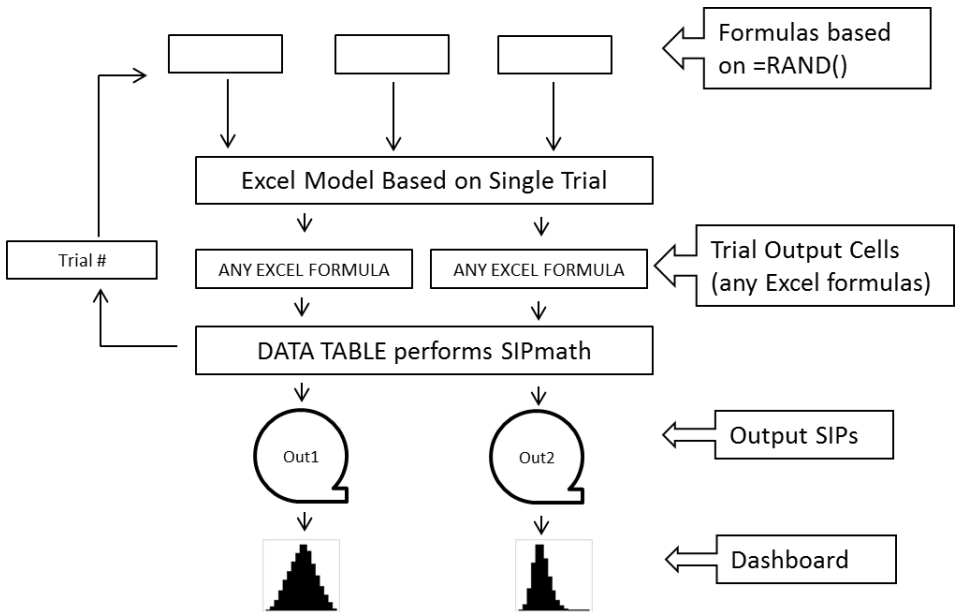 Formulas based
on =RAND()
Excel Model Based on Single Trial
Trial #
ANY EXCEL FORMULA
ANY EXCEL FORMULA
Trial Output Cells
(any Excel formulas)
DATA TABLE performs SIPmath
Out1
Out2
Output SIPs
Dashboard